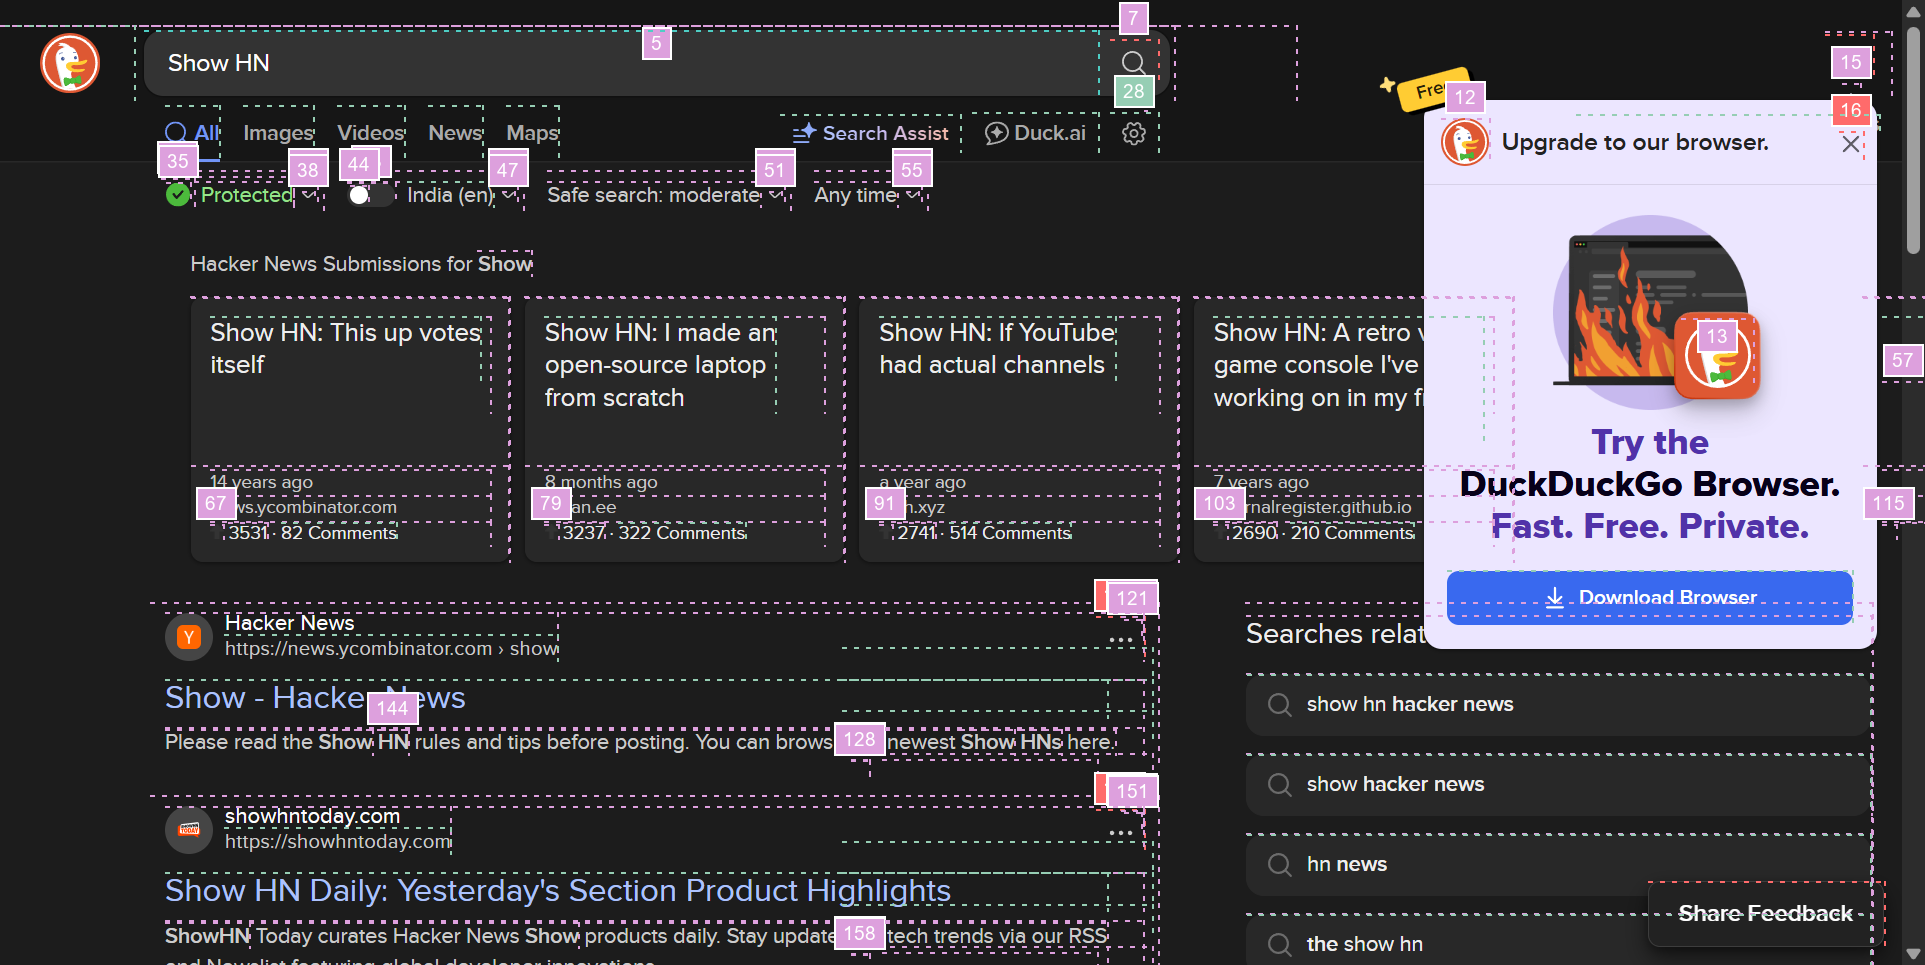 Show HN
5
7
28
15
12
16
Free
All
Images
Videos
News
Maps
Search Assist
Duck.ai
35
38
44
47
51
55
Protected
India (en)
Safe search: moderate
Any time
Upgrade to our browser.
13
Try the
DuckDuckGo Browser.
Fast. Free. Private.
Download Browser
Hacker News Submissions for Show
Show HN: This up votes
itself
14 years ago
67
ws.ycombinator.com
3531 · 82 Comments
Show HN: I made an
open-source laptop
from scratch
8 months ago
79
an.ee
3237 · 322 Comments
Show HN: If YouTube
had actual channels
a year ago
91
.xyz
2741 · 514 Comments
Show HN: A retro
game console I've
working on in my
7 years ago
103
rnalregister.github.io
2690 · 210 Comments
57
115
121
Hacker News
https://news.ycombinator.com › show
Show - Hacker News
144
Please read the Show HN rules and tips before posting. You can brows 128 newest Show HNs here.
151
showhntoday.com
https://showhntoday.com
Show HN Daily: Yesterday's Section Product Highlights
ShowHN Today curates Hacker News Show products daily. Stay update 158 tech trends via our RSS
and Newslist featuring global developer innovations
Searches relat
show hn hacker news
show hacker news
hn news
the show hn
Share Feedback